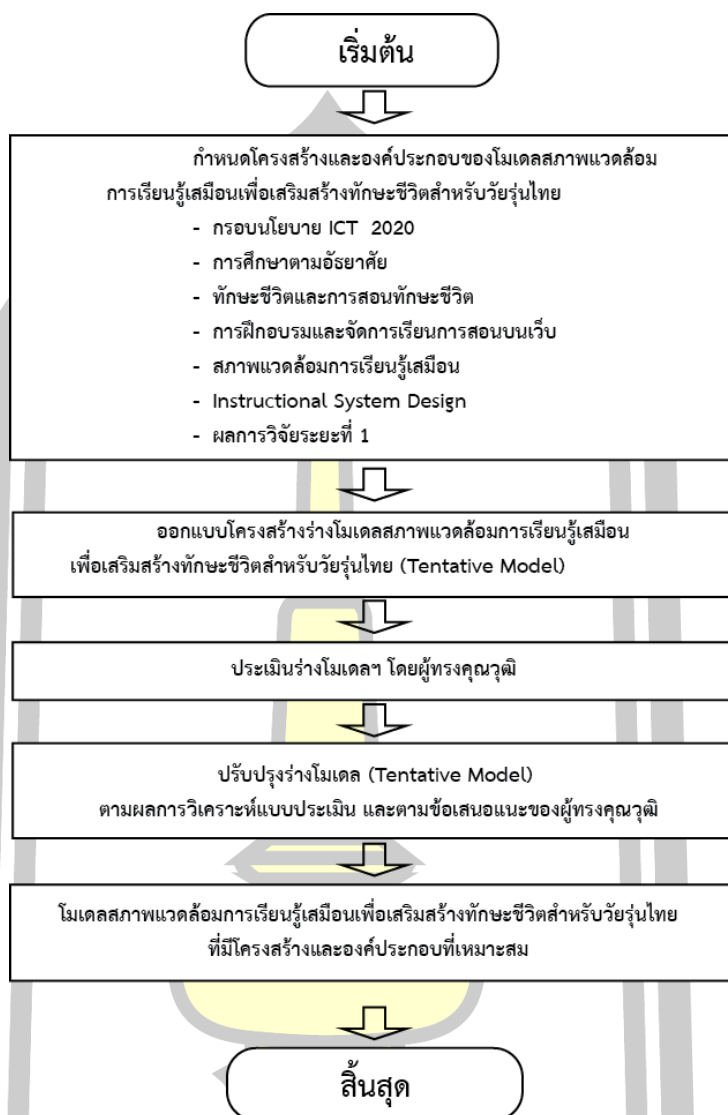 เริ่มต้น
กำหนดโครงสร้างและองค์ประกอบของโมเดลสภาพแวดล้อม
การเรียนรู้เสมือนเพื่อเสริมสร้างทักษะชีวิตสำหรับวัยรุ่นไทย
- กรอบนโยบาย ICT 2020
- การศึกษาตามอัธยาศัย
- ทักษะชีวิตและการสอนทักษะชีวิต
- การฝึกอบรมและจัดการเรียนการสอนบนเว็บ
- สภาพแวดล้อมการเรียนรู้เสมือน
- Instructional System Design
- ผลการวิจัยระยะที่ 1
ออกแบบโครงสร้างร่างโมเดลสภาพแวดล้อมการเรียนรู้เสมือน
เพื่อเสริมสร้างทักษะชีวิตสำหรับวัยรุ่นไทย (Tentative Model)
ประเมินร่างโมเดลฯ โดยผู้ทรงคุณวุฒิ
ปรับปรุงร่างโมเดล (Tentative Model)
ตามผลการวิเคราะห์แบบประเมิน และตามข้อเสนอแนะของผู้ทรงคุณวุฒิ
โมเดลสภาพแวดล้อมการเรียนรู้เสมือนเพื่อเสริมสร้างทักษะชีวิตสำหรับวัยรุ่นไทย
ที่มีโครงสร้างและองค์ประกอบที่เหมาะสม
สิ้นสุด